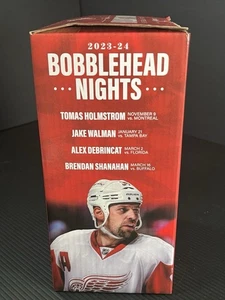 2023-24
BOBBLEHEAD
NIGHTS
TOMAS HOLMSTROM NOVEMBER 9
vs. MONTREAL
JAKE WALMAN JANUARY 21
vs. TAMPA BAY
ALEX DEBRINCAT MARCH 2
vs. FLORIDA
BRENDAN SHANAHAN MARCH 16
vs. BUFFALO